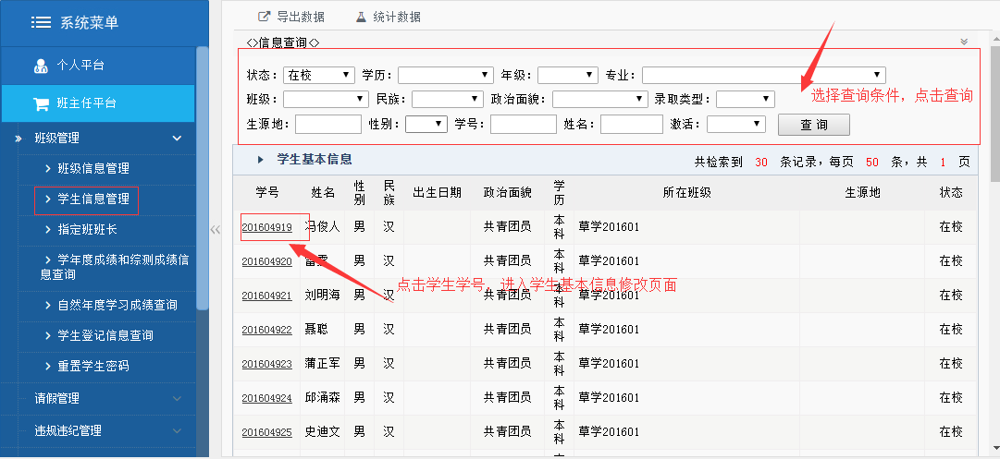 系统菜单
个人平台
班主任平台
班级管理
班级信息管理
学生信息管理
指定班班长
学年度成绩和综测成绩信
息查询
自然年度学习成绩查询
学生登记信息查询
重置学生密码
请假管理
违规违纪管理
导出数据 统计数据
<>信息查询<>
状态： 在校 学历： 年级： 专业：
班级： 民族： 政治面貌： 录取类型：
选择查询条件，点击查询
生源地： 性别： 学号： 姓名： 激活： 查 询
学生基本信息 共检索到 30 条记录，每页 50 条，共 1 页
学号 姓名 性别 民族 出生日期 政治面貌 学历 所在班级 生源地 状态
201604919 冯俊人 男 汉 共青团员 本科 草学201601 在校
201604920 男 汉 共青团员 本科 草学201601 在校
点击学生学号，进入学生基本信息修改页面
201604921 刘明海 男 汉 共青团员 本科 草学201601 在校
201604922 聂聪 男 汉 共青团员 本科 草学201601 在校
201604923 蒲正军 男 汉 共青团员 本科 草学201601 在校
201604924 邱涌森 男 汉 共青团员 本科 草学201601 在校
201604925 史迪文 男 汉 共青团员 本科 草学201601 在校